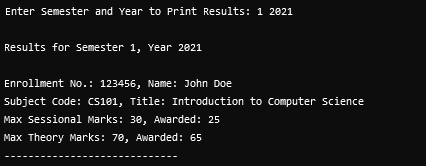 Enter Semester and Year to Print Results: 1 2021
Results for Semester 1, Year 2021
Enrollment No.: 123456, Name: John Doe
Subject Code: CS101, Title: Introduction to Computer Science
Max Sessional Marks: 30, Awarded: 25
Max Theory Marks: 70, Awarded: 65
-----------------------------